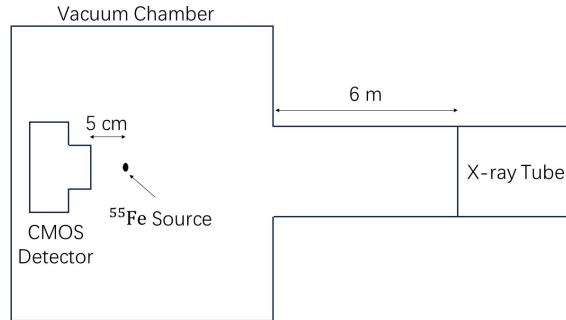 Vacuum Chamber
6 m
5 cm
X-ray Tube
⁵⁵Fe Source
CMOS
Detector